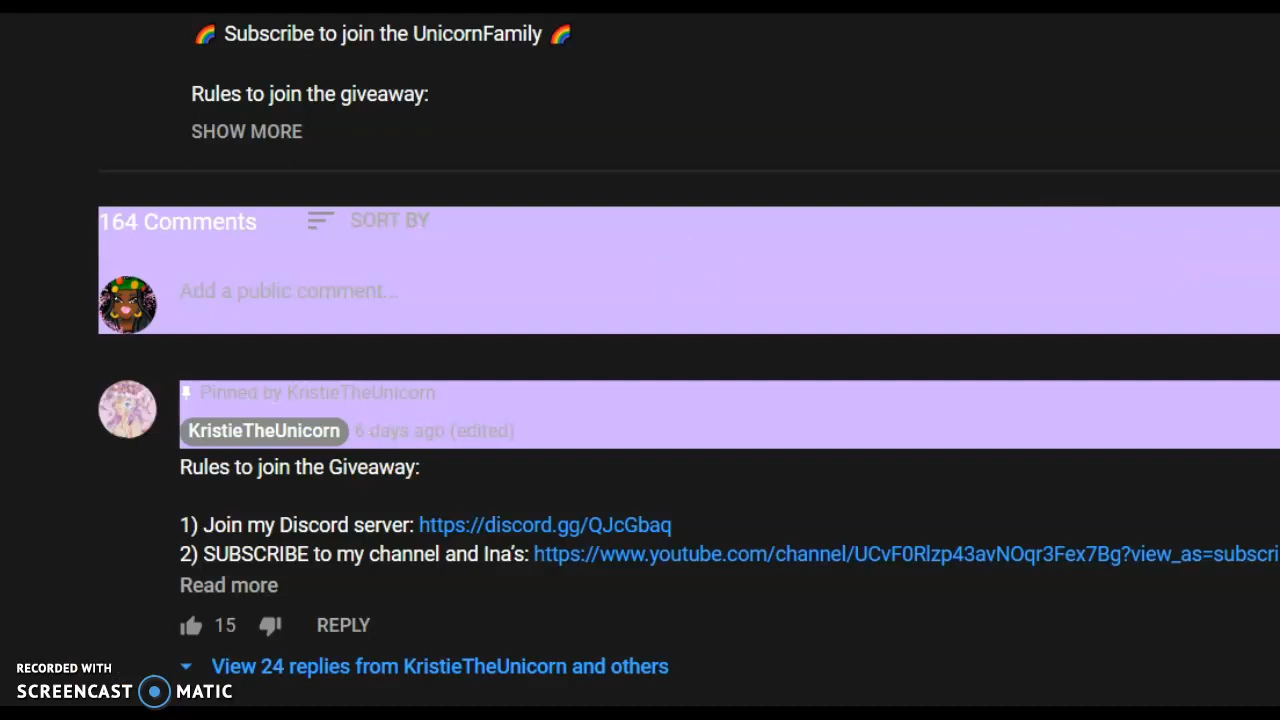 🌈 Subscribe to join the UnicornFamily 🌈
Rules to join the giveaway:
SHOW MORE
164 Comments SORT BY
Add a public comment...
Pinned by KristieTheUnicorn
KristieTheUnicorn 6 days ago (edited)
Rules to join the Giveaway:
1) Join my Discord server: https://discord.gg/QJcGbaq
2) SUBSCRIBE to my channel and Ina's: https://www.youtube.com/channel/UCvF0Rlzp43avNOqr3Fex7Bg?view_as=subscri
Read more
15 REPLY
View 24 replies from KristieTheUnicorn and others
RECORDED WITH
SCREENCAST MATIC